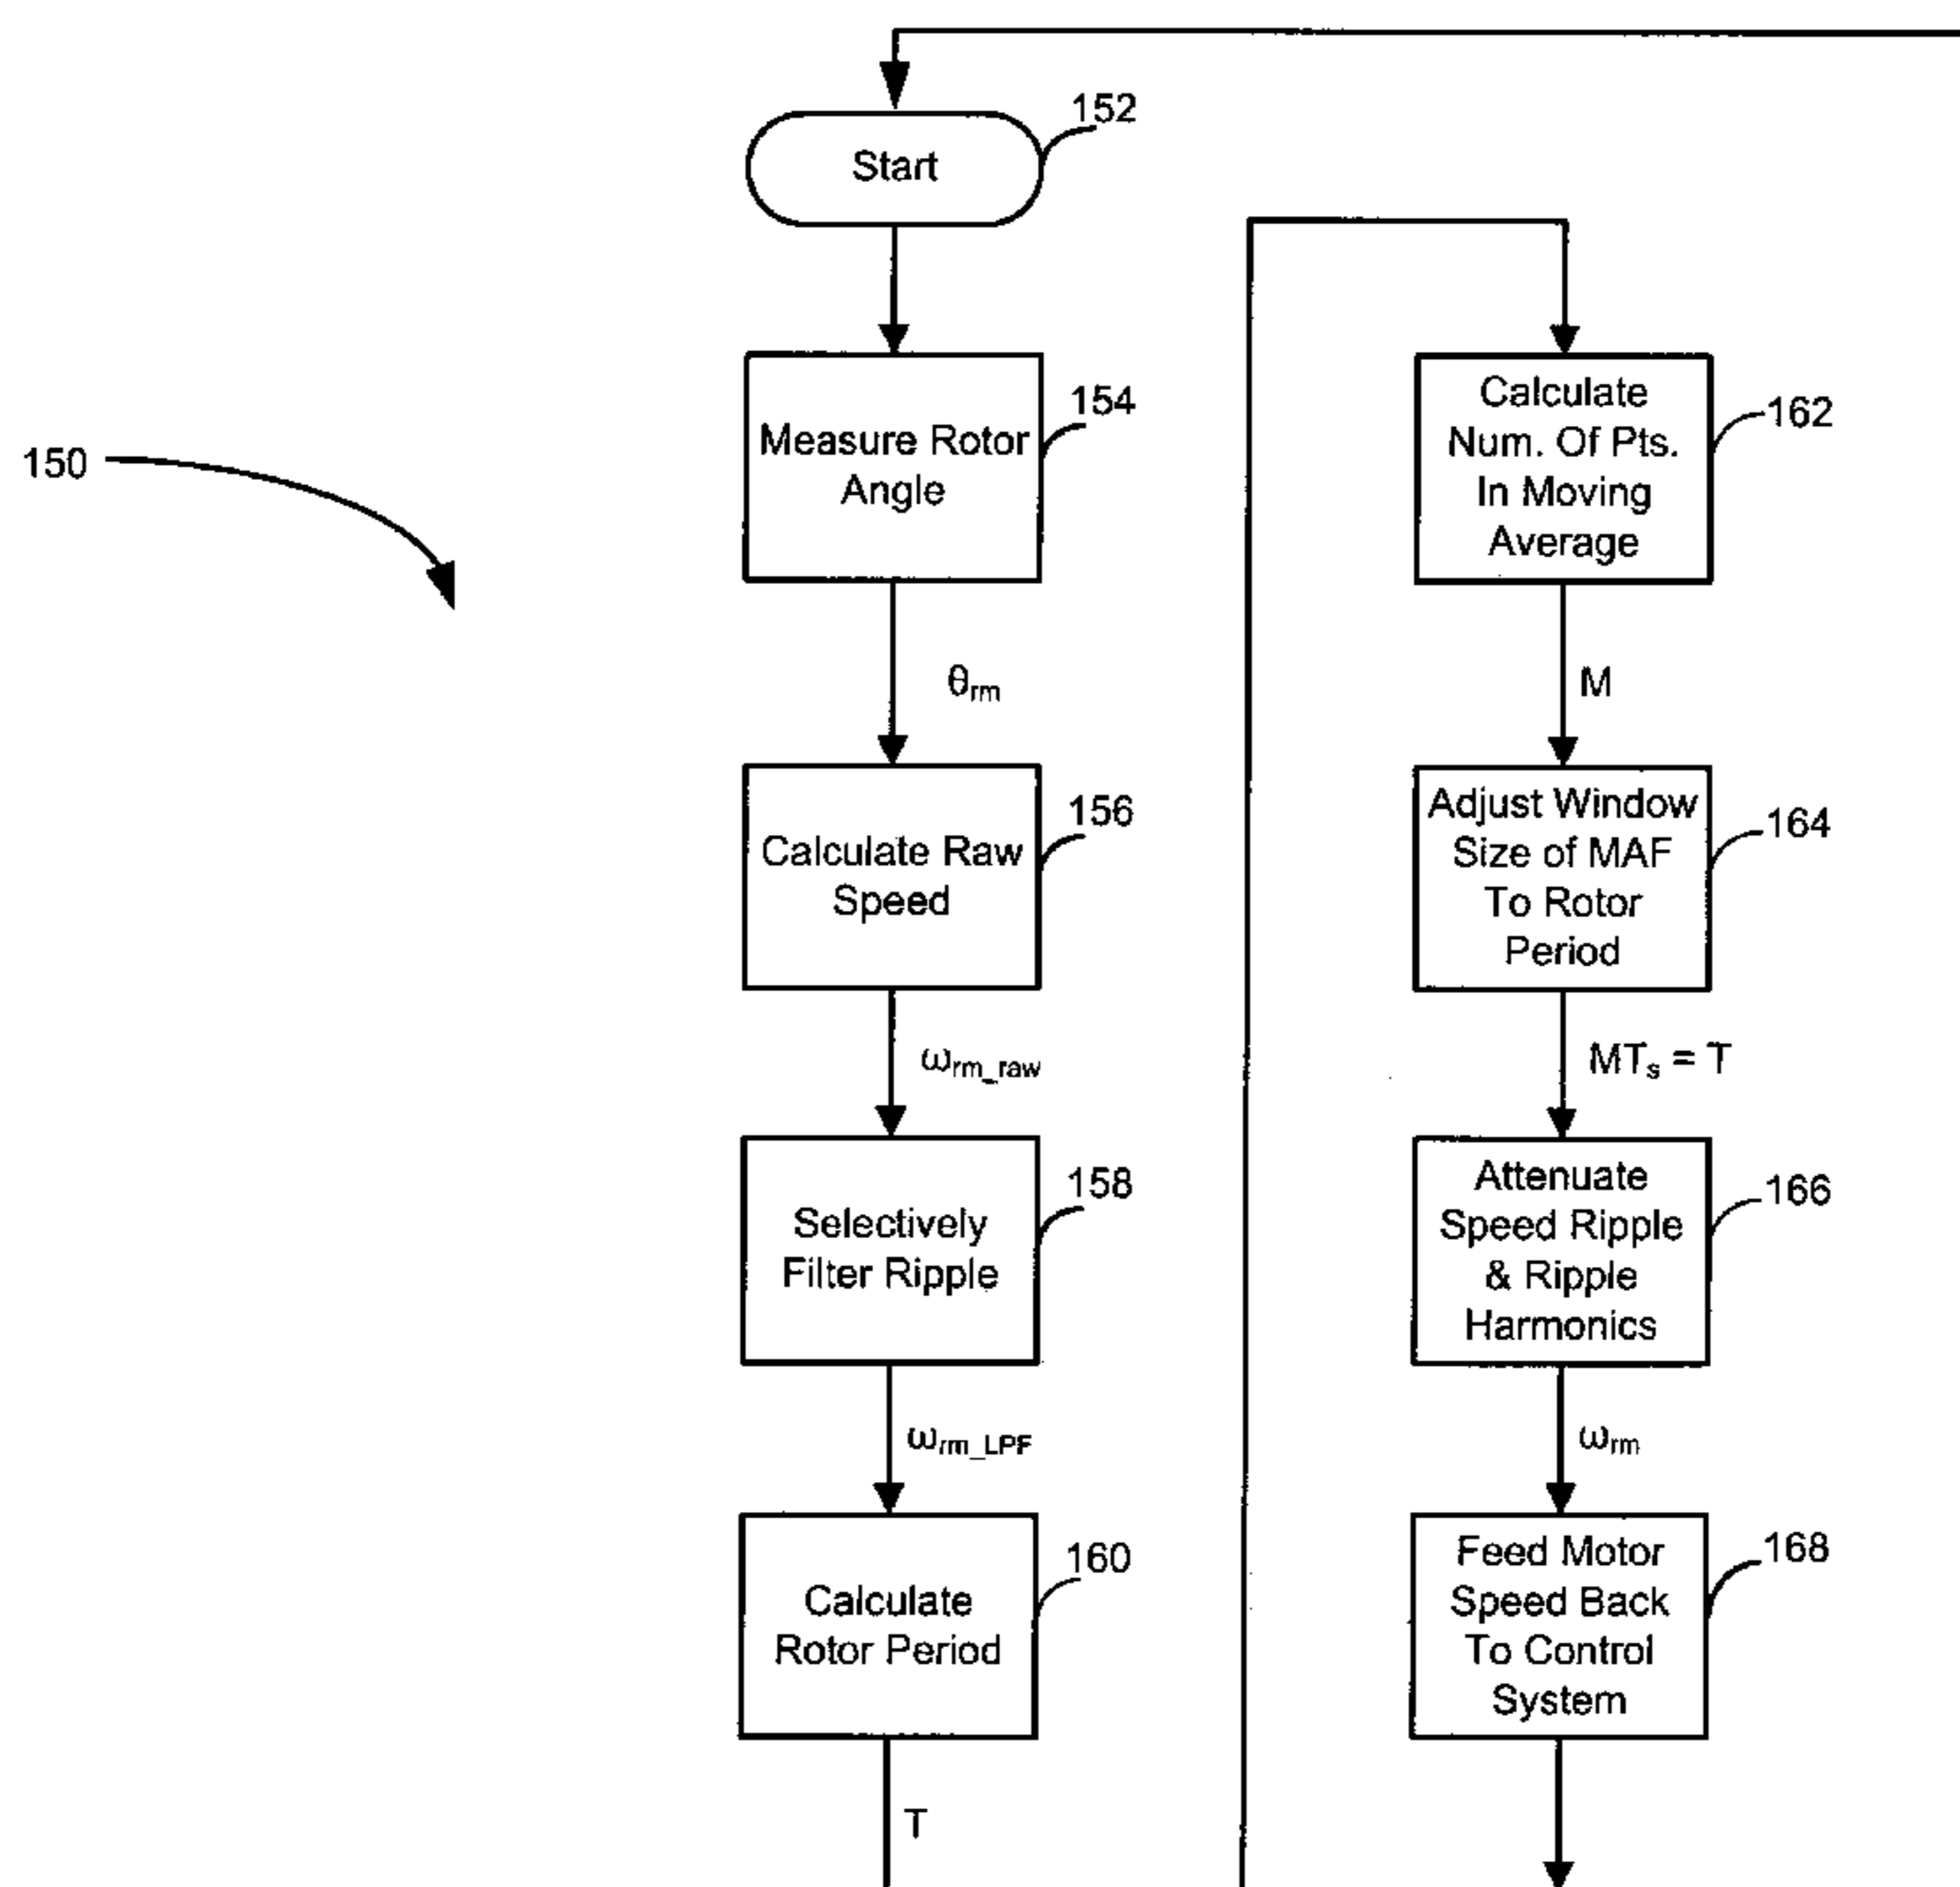 152
Start
150
154
Measure Rotor
Angle
θrm
156
Calculate Raw
Speed
ωrm_raw
158
Selectively
Filter Ripple
ωrm_LPF
160
Calculate
Rotor Period
T
162
Calculate
Num. Of Pts.
In Moving
Average
M
164
Adjust Window
Size of MAF
To Rotor
Period
MTs = T
166
Attenuate
Speed Ripple
& Ripple
Harmonics
ωrm
168
Feed Motor
Speed Back
To Control
System